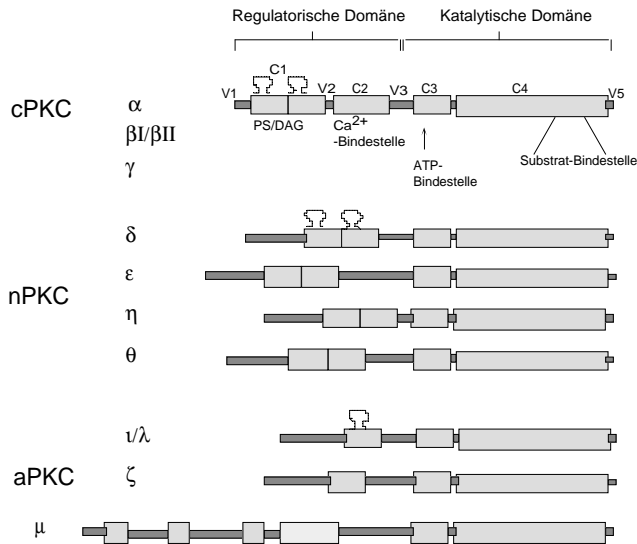 Regulatorische Domäne Katalytische Domäne
C1
V1 V2 C2 V3 C3 C4 V5
cPKC α
PS/DAG Ca2+
βI/βII -Bindestelle
Substrat-Bindestelle
γ ATP-
Bindestelle
δ
ε
nPKC
η
θ
ι/λ
aPKC ζ
μ